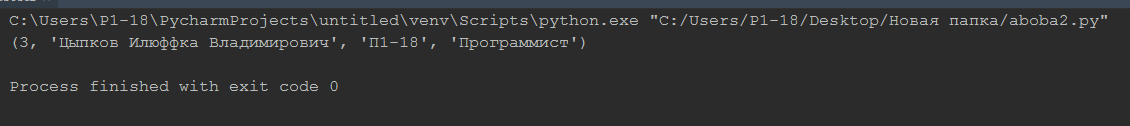 C:\Users\P1-18\PycharmProjects\untitled\venv\Scripts\python.exe "C:/Users/P1-18/Desktop/Новая папка/aboba2.py"
(3, 'Цыпков Илюффка Владимирович', 'П1-18', 'Программист')
Process finished with exit code 0